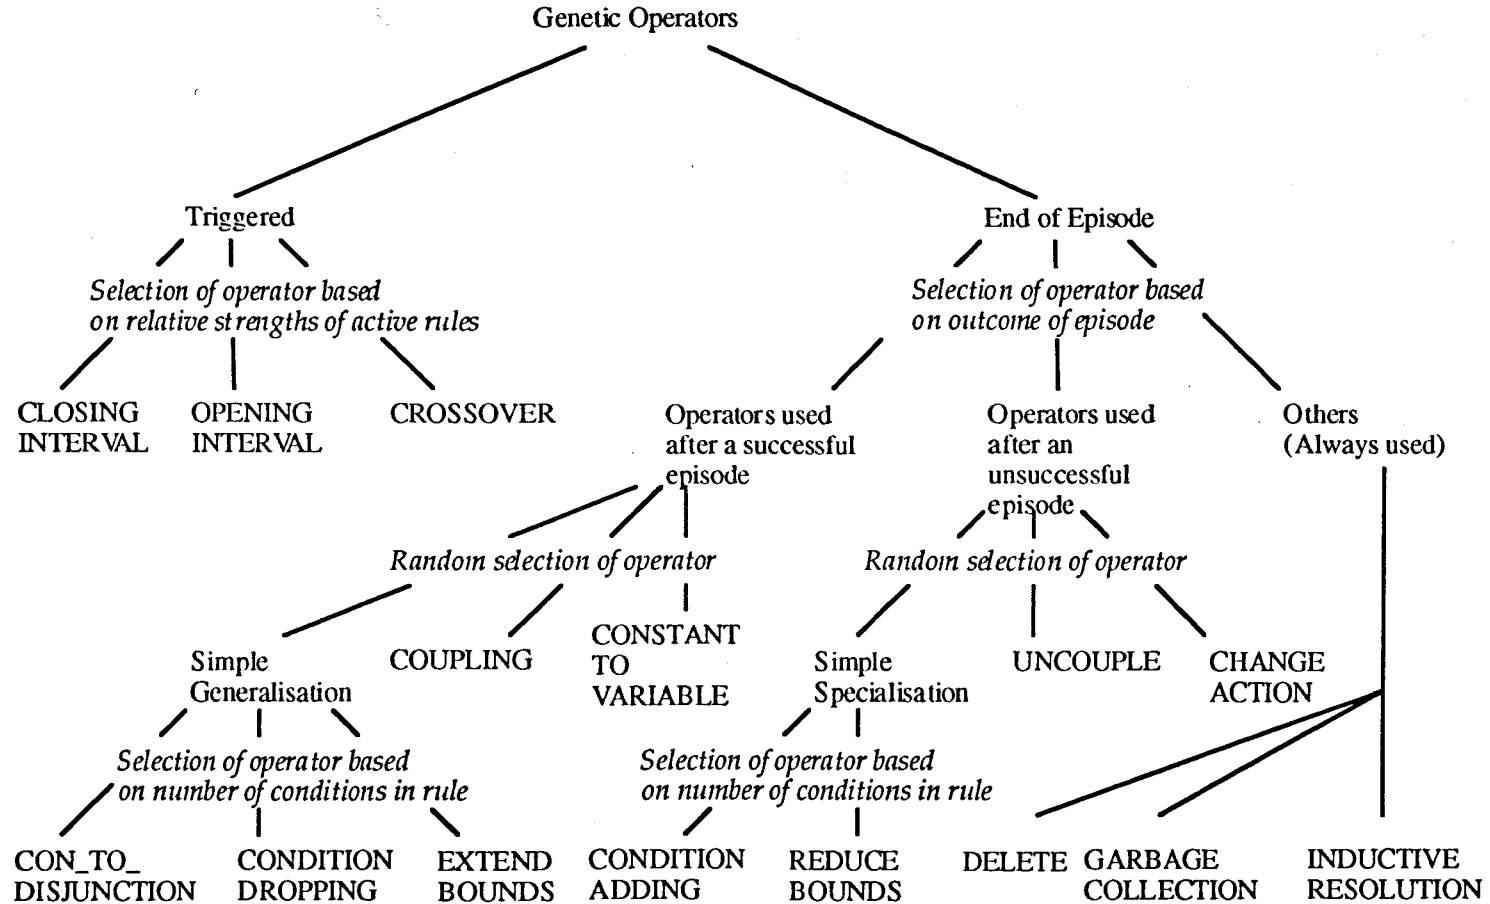 Genetic Operators
Triggered
End of Episode
Selection of operator based
on relative strengths of active rules
Selection of operator based
on outcome of episode
CLOSING
INTERVAL
OPENING
INTERVAL
CROSSOVER
Operators used
after a successful
episode
Operators used
after an
unsuccessful
episode
Others
(Always used)
Random selection of operator
Random selection of operator
Simple
Generalisation
COUPLING
CONSTANT
TO
VARIABLE
Simple
Specialisation
UNCOUPLE
CHANGE
ACTION
Selection of operator based
on number of conditions in rule
Selection of operator based
on number of conditions in rule
CON_TO_
DISJUNCTION
CONDITION
DROPPING
EXTEND
BOUNDS
CONDITION
ADDING
REDUCE
BOUNDS
DELETE
GARBAGE
COLLECTION
INDUCTIVE
RESOLUTION